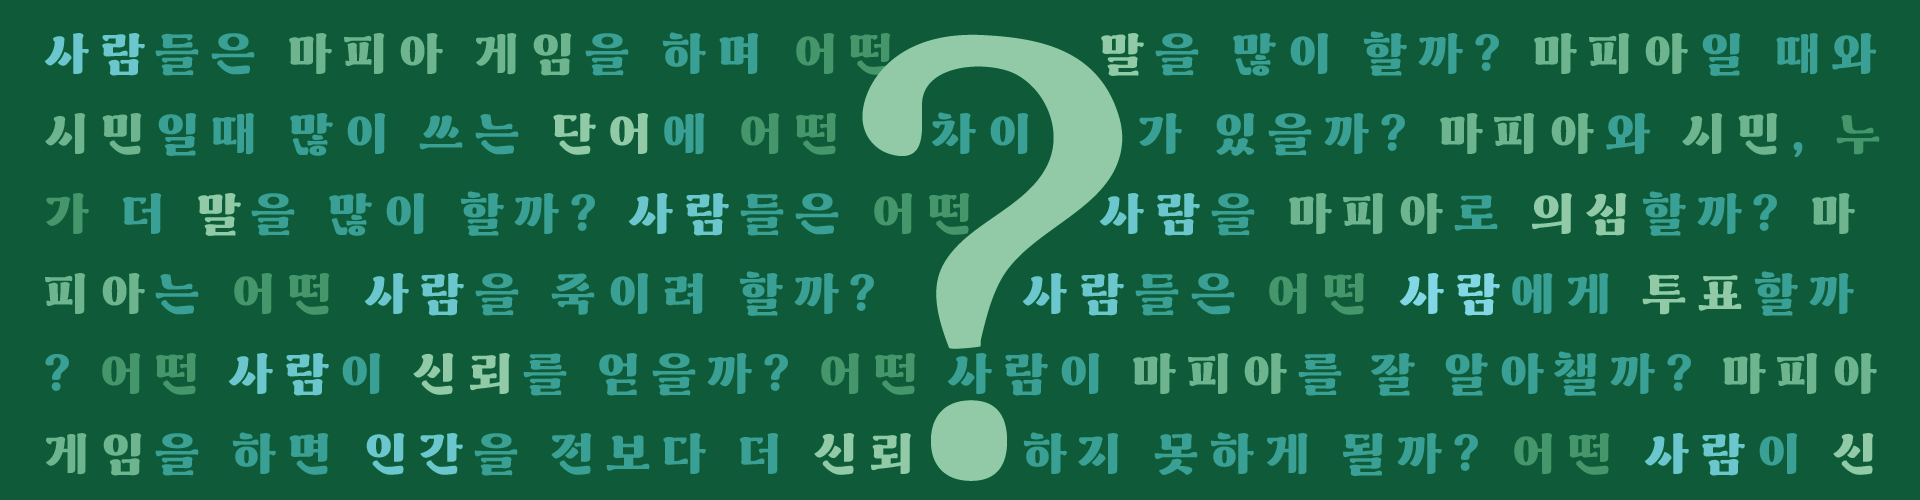 사람들은 마피아 게임을 하며 어떤 말을 많이 할까? 마피아일 때와
시민일때 많이 쓰는 단어에 어떤 차이가 있을까? 마피아와 시민, 누
가 더 말을 많이 할까? 사람들은 어떤 사람을 마피아로 의심할까? 마
피아는 어떤 사람을 죽이려 할까? 사람들은 어떤 사람에게 투표할까
? 어떤 사람이 신뢰를 얻을까? 어떤 사람이 마피아를 잘 알아챌까? 마피아
게임을 하면 인간을 전보다 더 신뢰하지 못하게 될까? 어떤 사람이 신
?